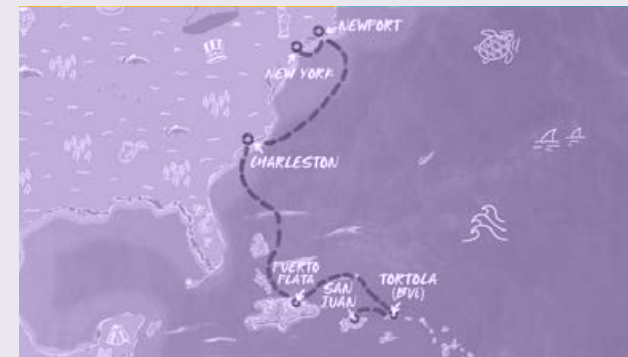 NEWPORT
NEW YORK
CHARLESTON
PUERTO
PLATA
SAN
JUAN
TORTOLA
(BVI)